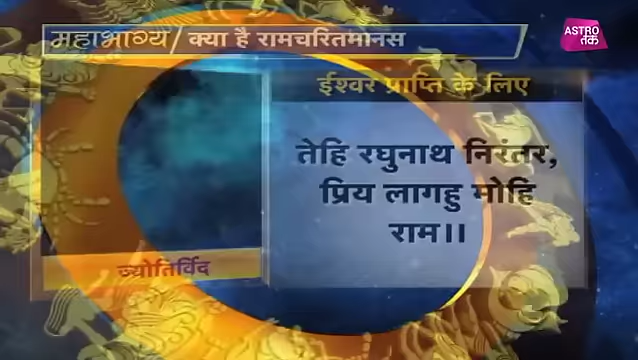 महाभाग्य/ क्या है रामचरितमानस
ASTRO
तक
ईश्वर प्राप्ति के लिए
तेहि रघुनाथ निरंतर,
प्रिय लागहु मोहि
राम।।
ज्योतिर्विद